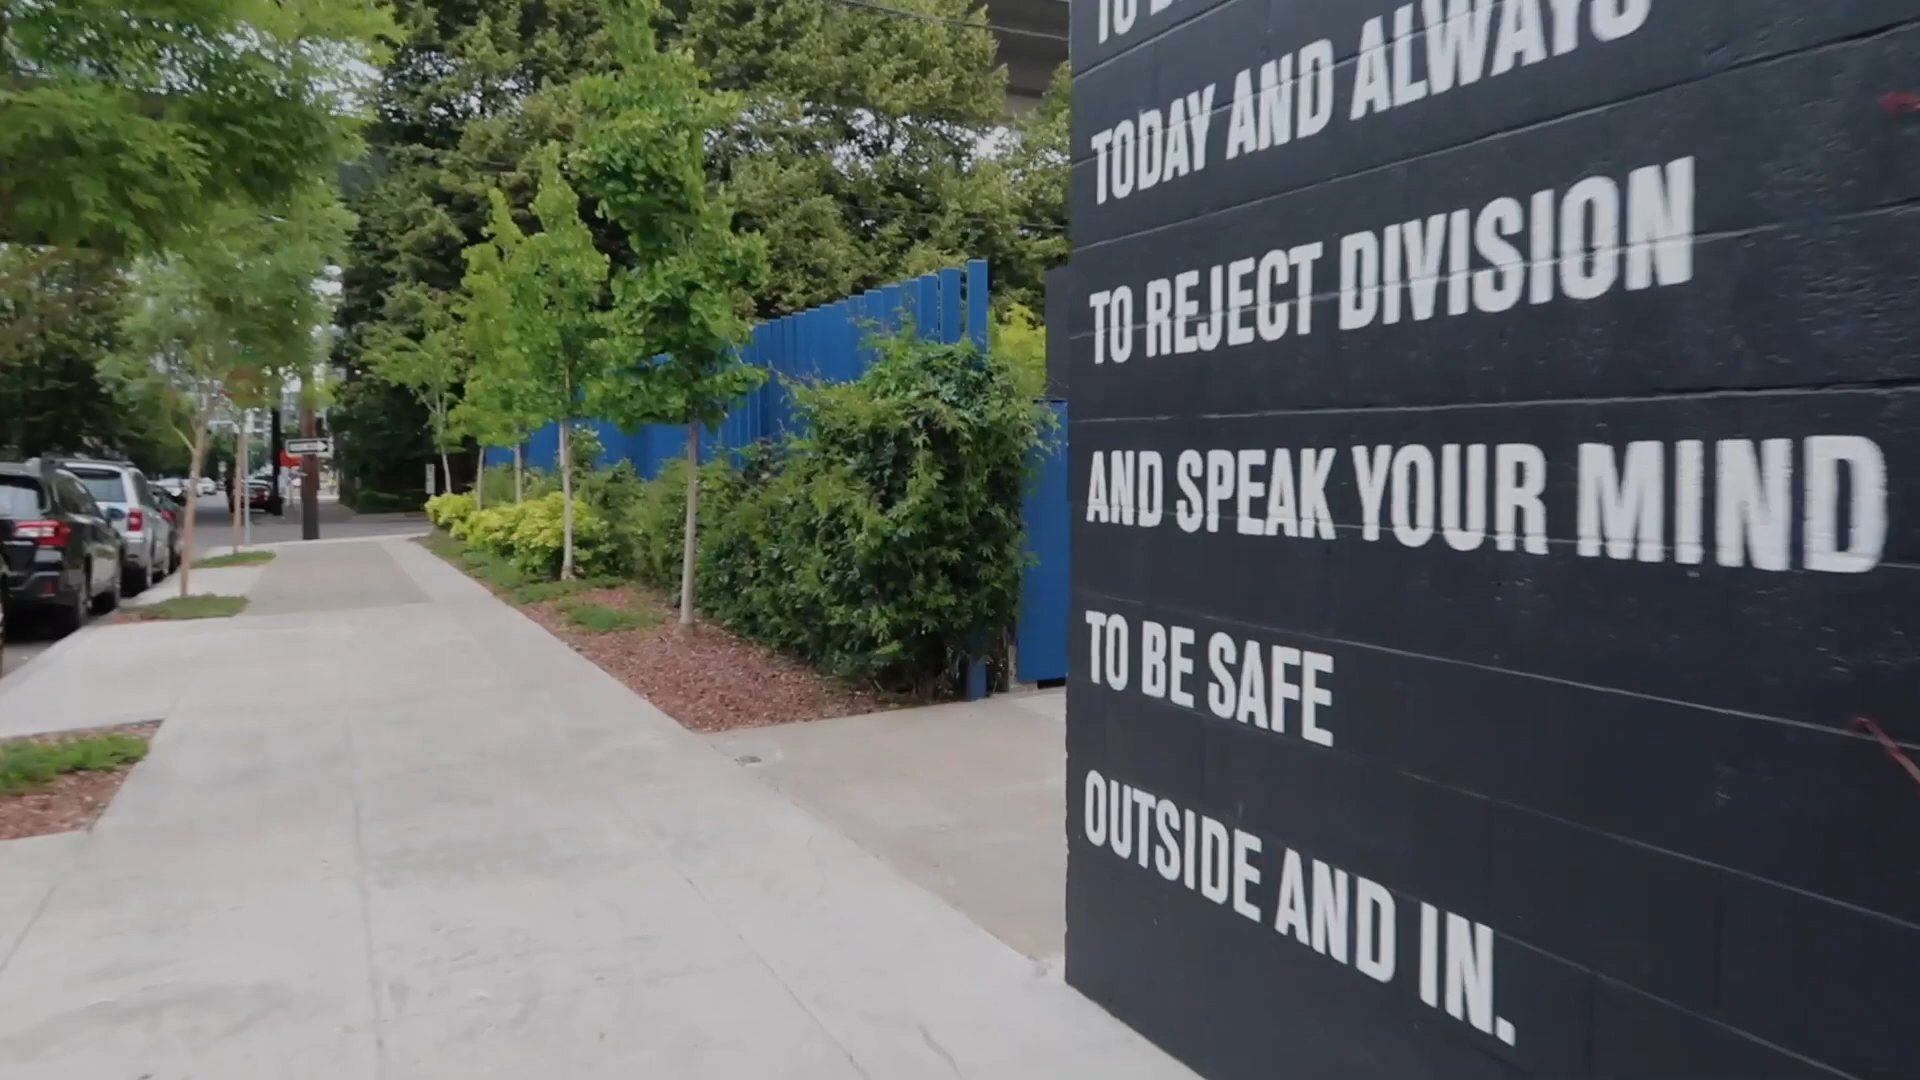 TODAY AND ALWAYS
TO REJECT DIVISION
AND SPEAK YOUR MIND
TO BE SAFE
OUTSIDE AND IN.